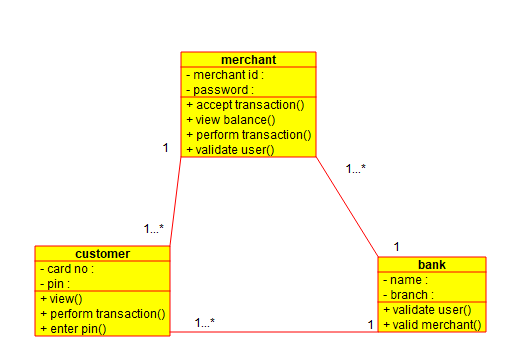 merchant
- merchant id :
- password :
+ accept transaction()
+ view balance()
+ perform transaction()
+ validate user()
1
1...*
1...*
1
customer
- card no :
- pin :
+ view()
+ perform transaction()
+ enter pin()
bank
- name :
- branch :
+ validate user()
+ valid merchant()
1...*
1